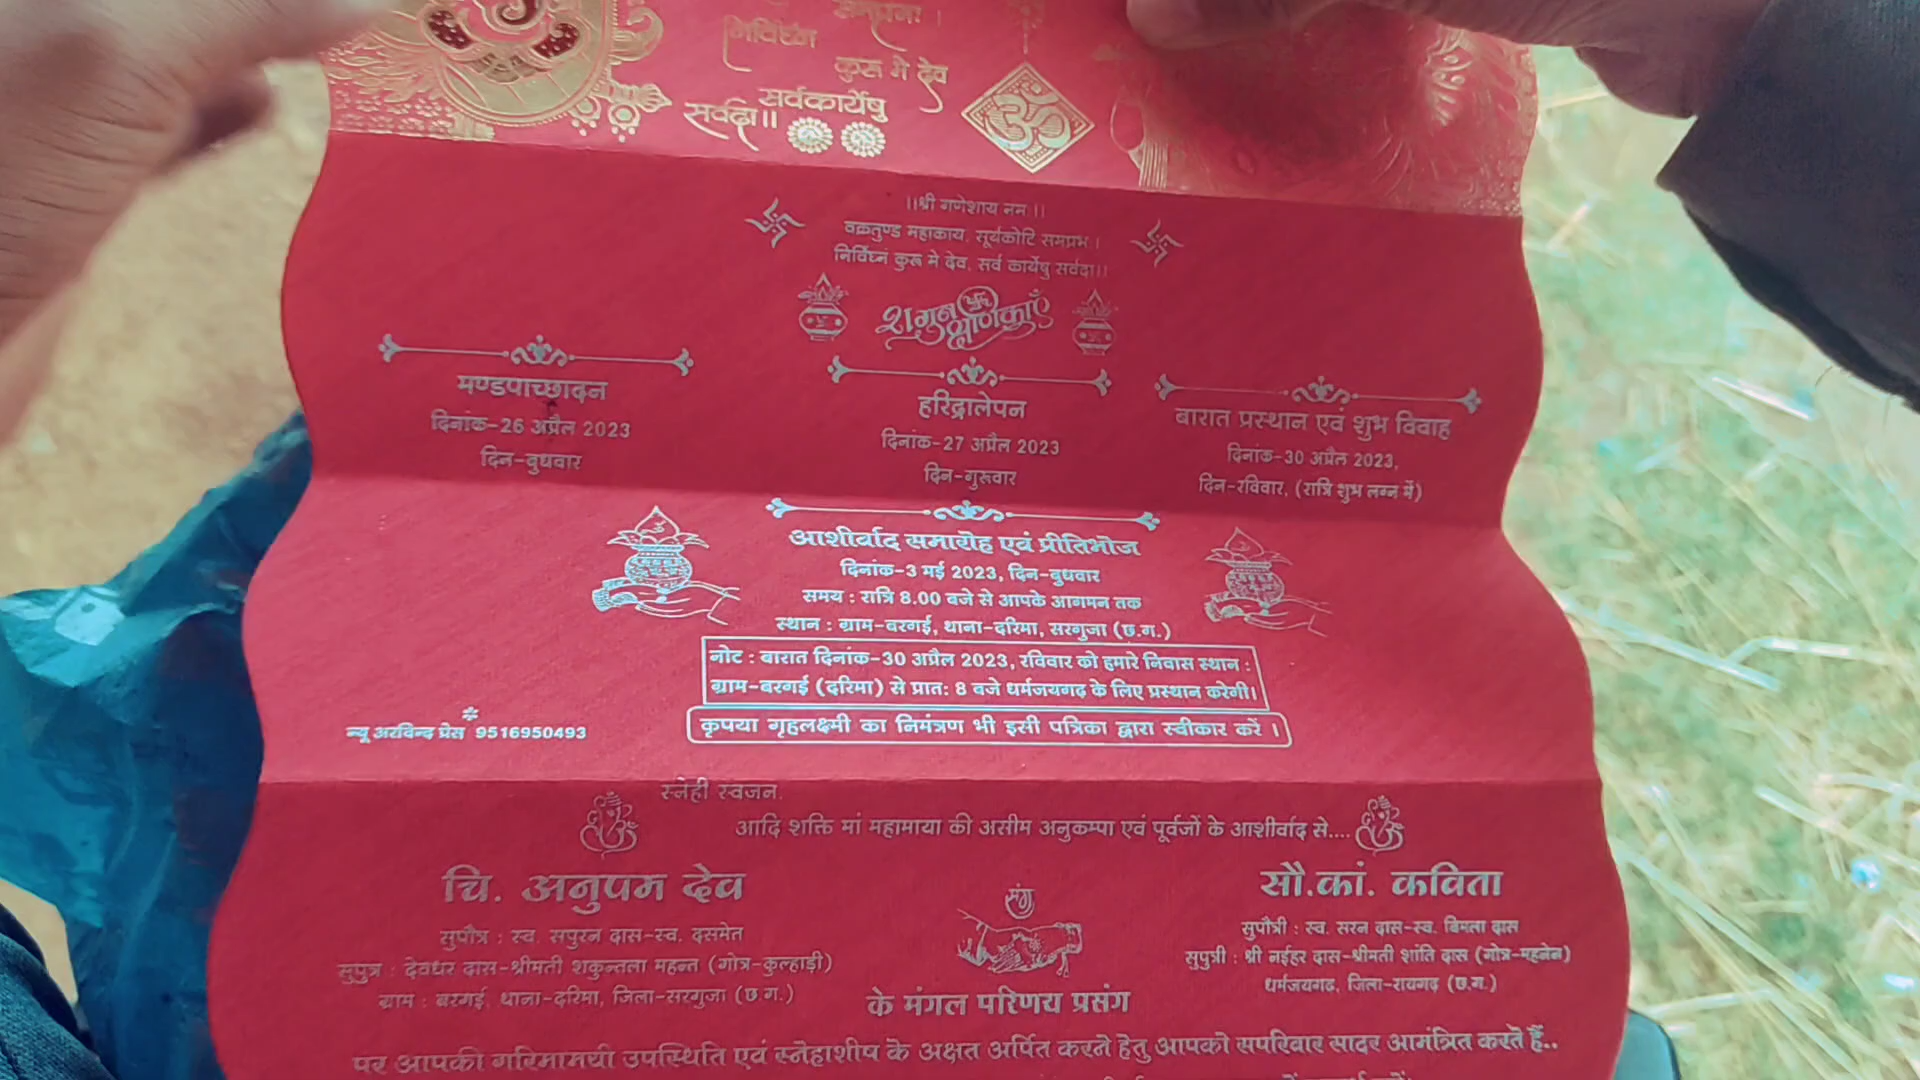 निर्विघ्नं
कुरू मे देव
सर्वकार्येषु
सर्वदा॥
॥श्री गणेशाय नम॥
वक्रतुण्ड महाकाय, सूर्यकोटि समप्रभ।
निर्विघ्नं कुरू मे देव, सर्व कार्येषु सर्वदा॥
शगुन की क्षणिकाएँ
मण्डपाच्छादन
दिनांक-26 अप्रैल 2023
दिन-बुधवार
हरिद्रालेपन
दिनांक-27 अप्रैल 2023
दिन-गुरूवार
बारात प्रस्थान एवं शुभ विवाह
दिनांक-30 अप्रैल 2023,
दिन-रविवार, (रात्रि शुभ लग्न में)
आशीर्वाद समारोह एवं प्रीतिभोज
दिनांक-3 मई 2023, दिन-बुधवार
समय : रात्रि 8.00 बजे से आपके आगमन तक
स्थान : ग्राम-बरगई, थाना-दरिमा, सरगुजा (छ.ग.)
नोट : बारात दिनांक-30 अप्रैल 2023, रविवार को हमारे निवास स्थान :
ग्राम-बरगई (दरिमा) से प्रात: 8 बजे धर्मजयगढ़ के लिए प्रस्थान करेगी।
कृपया गृहलक्ष्मी का निमंत्रण भी इसी पत्रिका द्वारा स्वीकार करें ।
न्यू अरविन्द प्रेस 9516950493
स्नेही स्वजन,
आदि शक्ति मां महामाया की असीम अनुकम्पा एवं पूर्वजों के आशीर्वाद से....
चि. अनुपम देव
सुपौत्र : स्व. सपुरन दास-स्व. दसमेत
सुपुत्र : देवधर दास-श्रीमती शकुन्तला महन्त (गोत्र-कुल्हाड़ी)
ग्राम : बरगई, थाना-दरिमा, जिला-सरगुजा (छ.ग.)
सौ.कां. कविता
सुपौत्री : स्व. सरन दास-स्व. बिमला दास
सुपुत्री : श्री नईहर दास-श्रीमती शांति दास (गोत्र-महनेन)
धर्मजयगढ़, जिला-रायगढ़ (छ.ग.)
के मंगल परिणय प्रसंग
पर आपकी गरिमामयी उपस्थिति एवं स्नेहाशीष के अक्षत अर्पित करने हेतु आपको सपरिवार सादर आमंत्रित करते हैं..